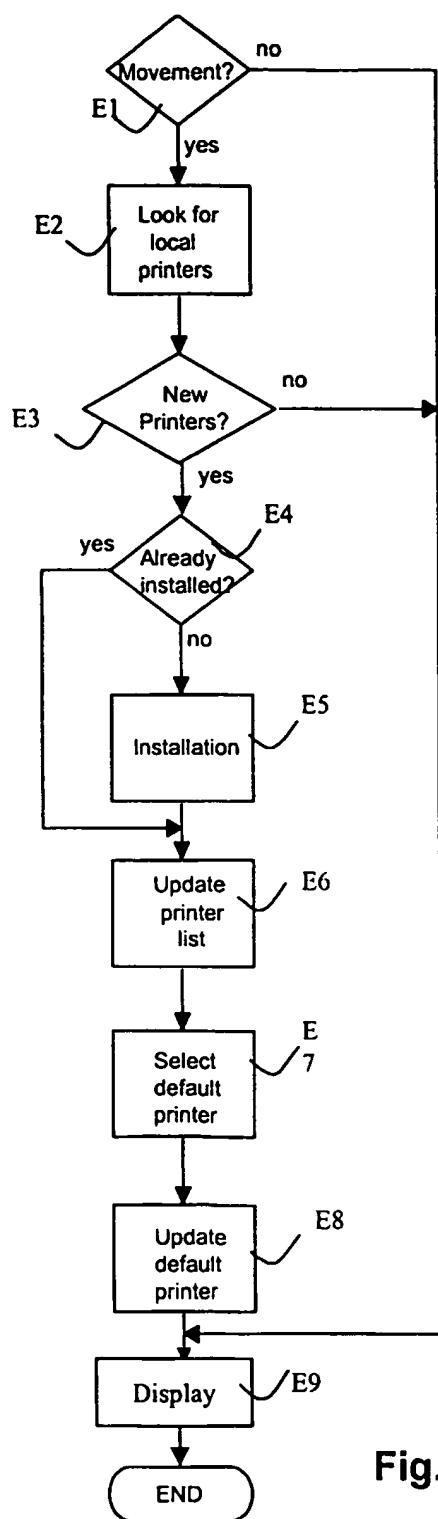 no
Movement?
E1
yes
Look for
local
printers
E2
New
Printers?
no
E3
yes
E4
yes
Already
installed?
no
E5
Installation
E6
Update
printer
list
E
7
Select
default
printer
E8
Update
default
printer
Display
E9
END
Fig.